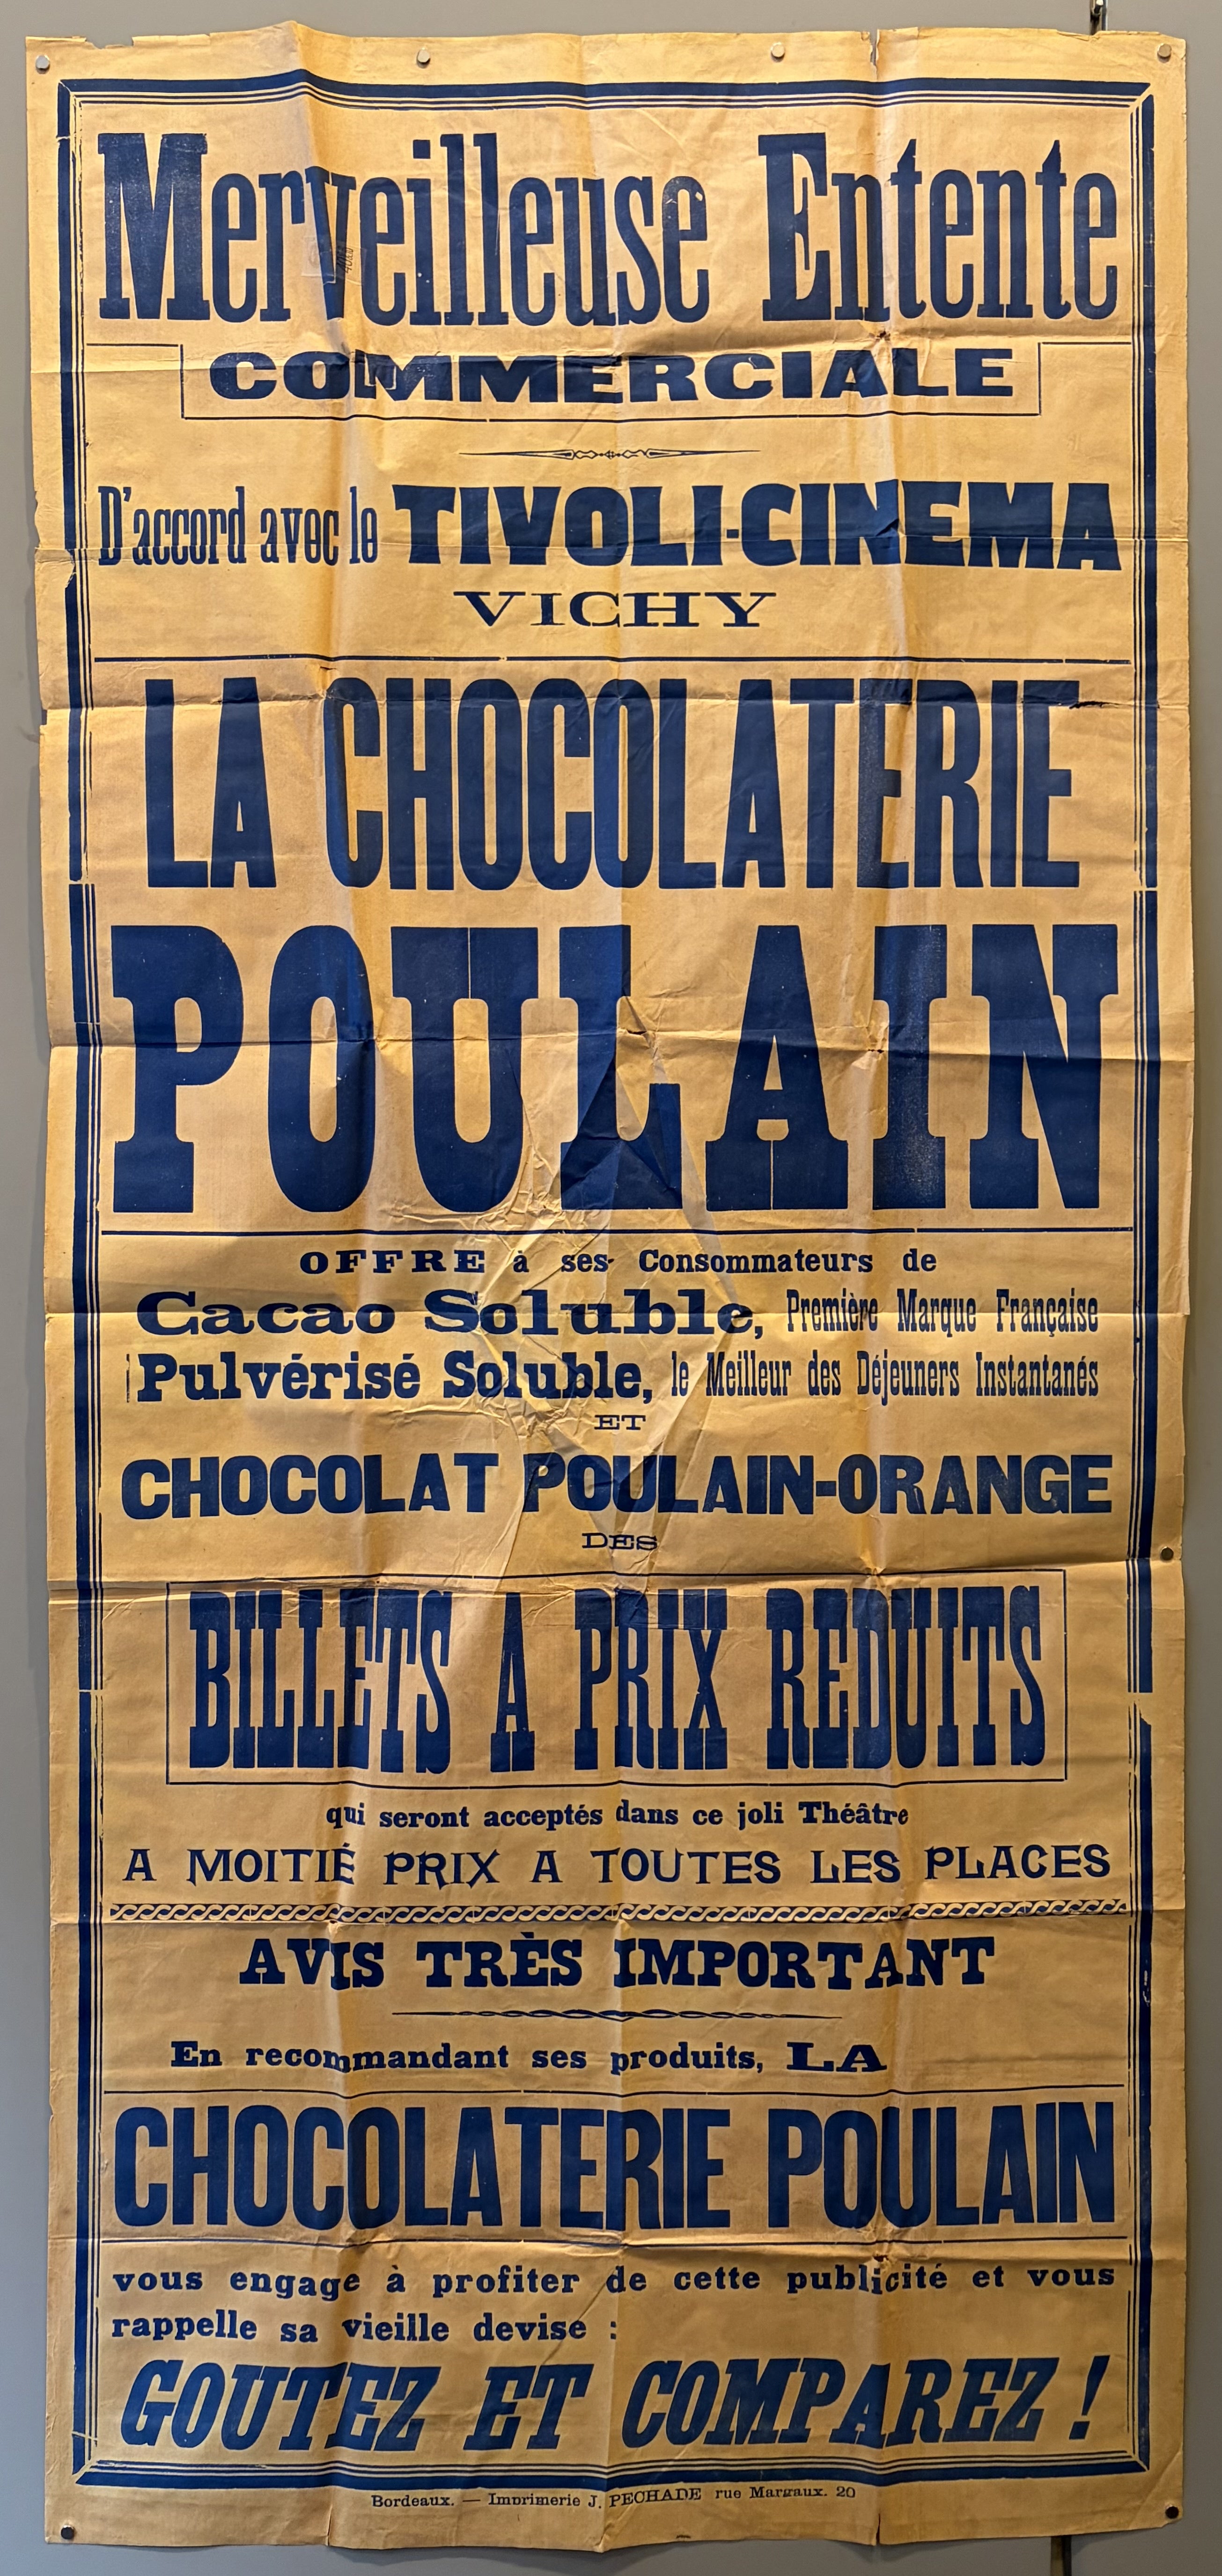 Merveilleuse Entente
COMMERCIALE
D'accord avec le TIVOLI-CINEMA
VICHY
LA CHOCOLATERIE
POULAIN
OFFRE à ses Consommateurs de
Cacao Soluble, Première Marque Française
Pulvérisé Soluble, le Meilleur des Déjeuners Instantanés
ET
CHOCOLAT POULAIN-ORANGE
DES
BILLETS A PRIX REDUITS
qui seront acceptés dans ce joli Théâtre
A MOITIÉ PRIX A TOUTES LES PLACES
AVIS TRÈS IMPORTANT
En recommandant ses produits, LA
CHOCOLATERIE POULAIN
vous engage à profiter de cette publicité et vous
rappelle sa vieille devise :
GOUTEZ ET COMPAREZ !
Bordeaux. — Imprimerie J. PECHADE rue Margaux. 20